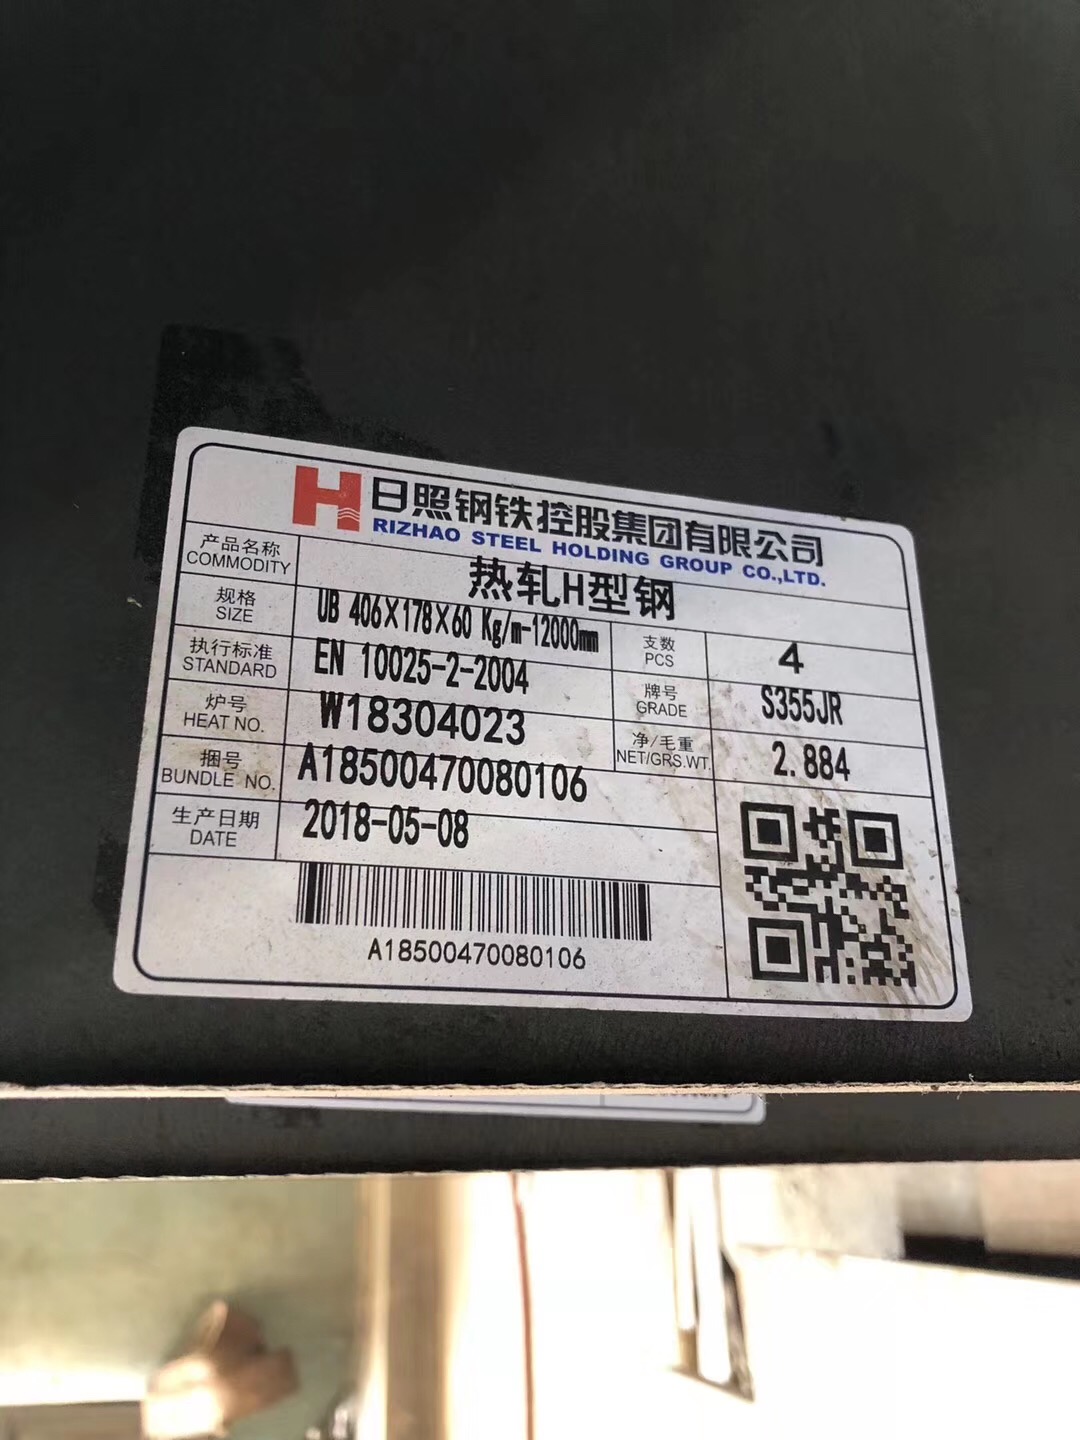 H 日照钢铁控股集团有限公司
RIZHAO STEEL HOLDING GROUP CO.,LTD.
产品名称
COMMODITY
热轧H型钢
规格
SIZE
UB 406X178X60 Kg/m-12000mm
支数
PCS
4
执行标准
STANDARD
EN 10025-2-2004
牌号
GRADE
S355JR
炉号
HEAT NO.
W18304023
净/毛重
NET/GRS.WT.
2.884
捆号
BUNDLE NO.
A18500470080106
生产日期
DATE
2018-05-08
A18500470080106